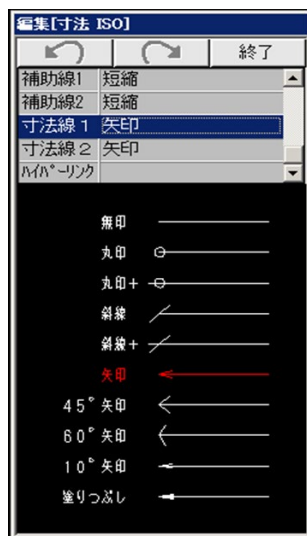 編集[寸法 ISO]
終了
補助線1 短縮
補助線2 短縮
寸法線1 矢印
寸法線2 矢印
ﾊｲﾊﾟｰﾘﾝｸ
無印
丸印
丸印+
斜線
斜線+
矢印
45°矢印
60°矢印
10°矢印
塗りつぶし